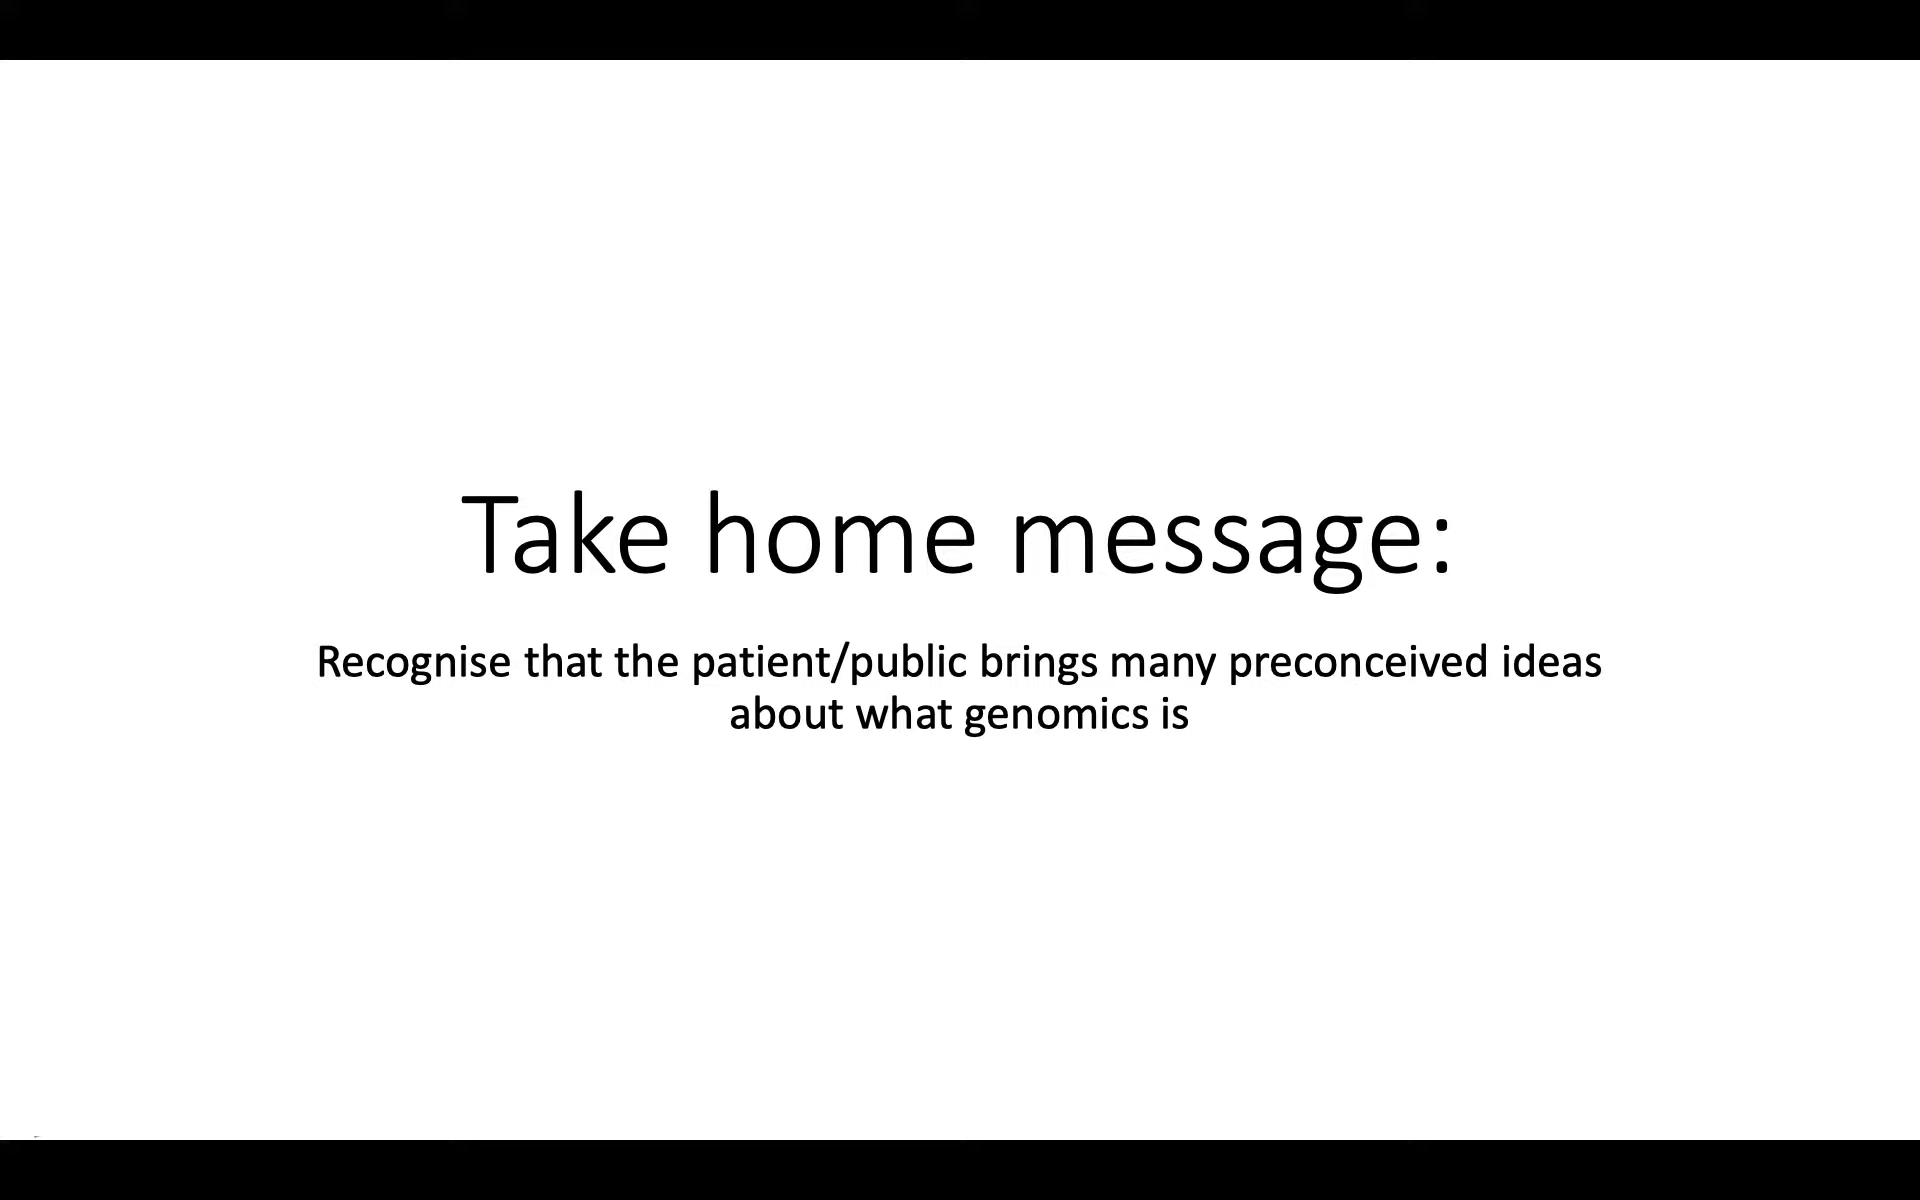 Take home message:
Recognise that the patient/public brings many preconceived ideas
about what genomics is